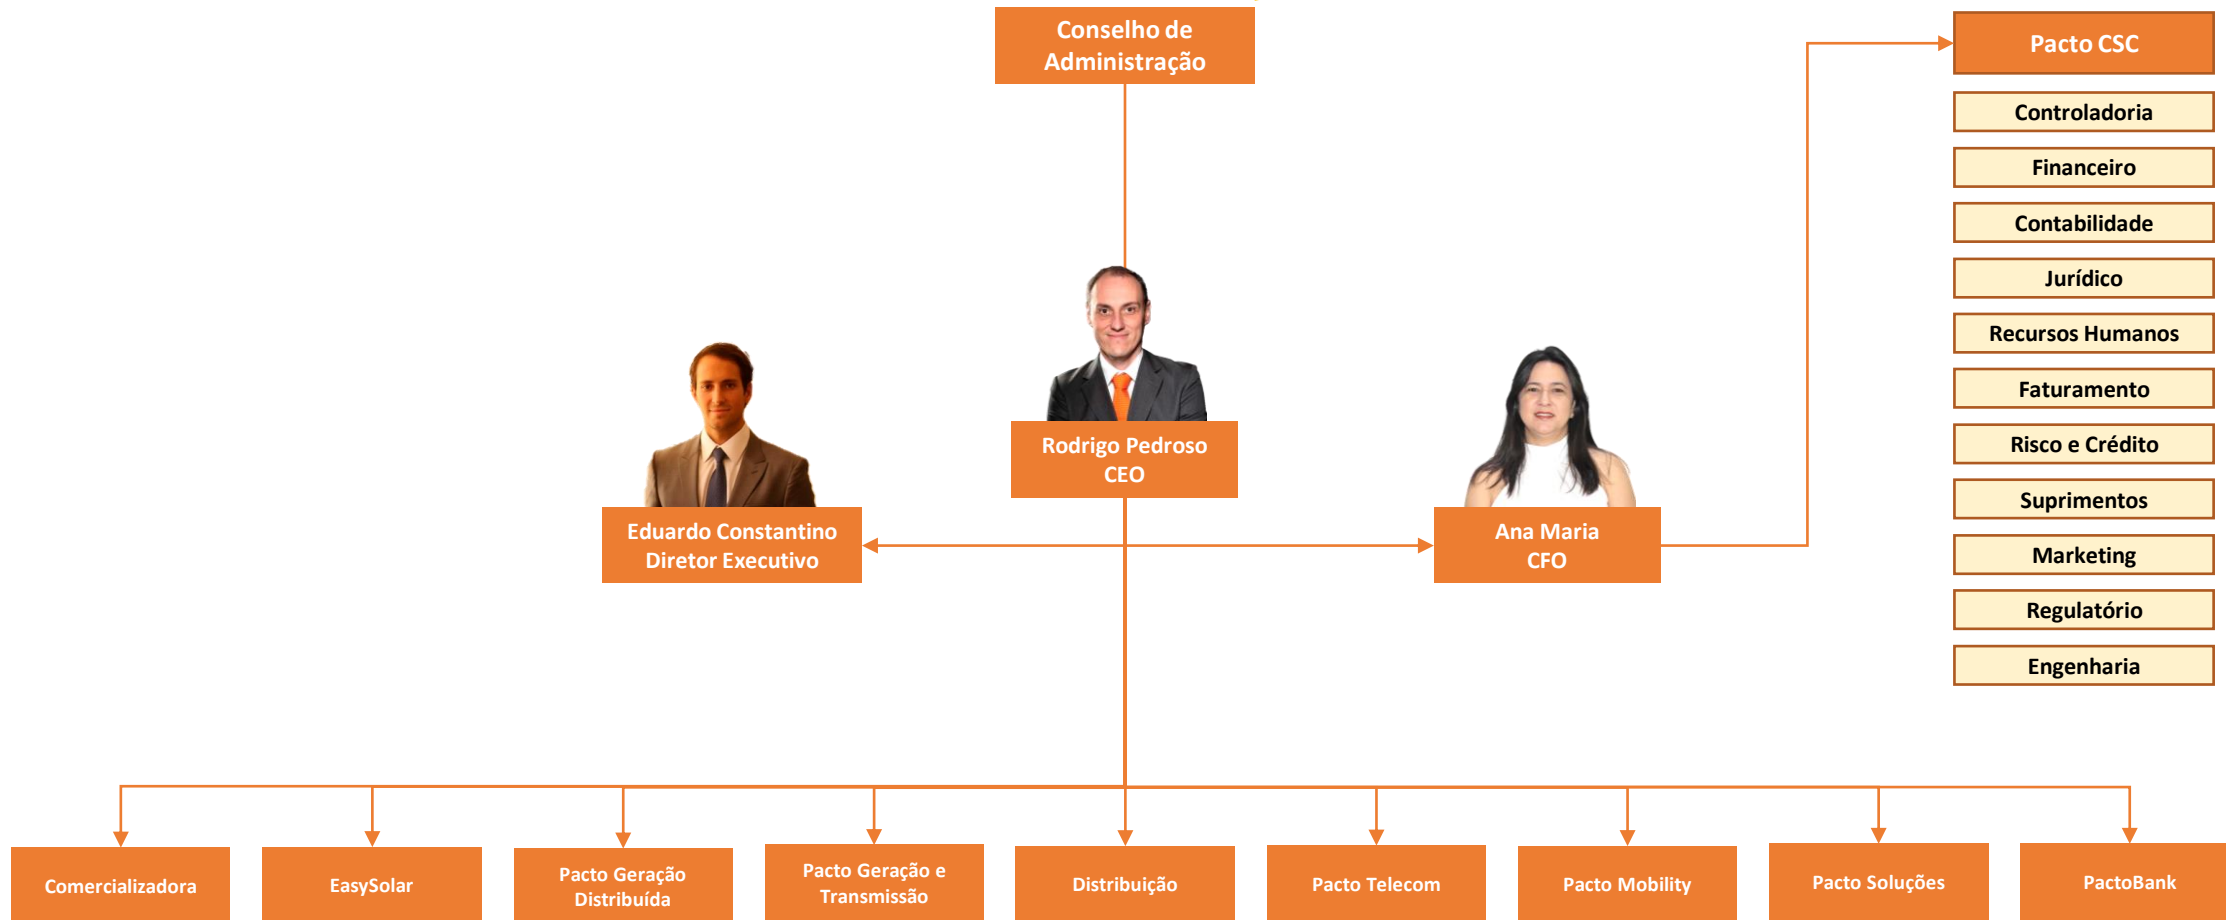 Conselho de
Administração
Pacto CSC
Controladoria
Financeiro
Contabilidade
Jurídico
Recursos Humanos
Faturamento
Risco e Crédito
Suprimentos
Marketing
Regulatório
Engenharia
Rodrigo Pedroso
CEO
Eduardo Constantino
Diretor Executivo
Ana Maria
CFO
Comercializadora
EasySolar
Pacto Geração
Distribuída
Pacto Geração e
Transmissão
Distribuição
Pacto Telecom
Pacto Mobility
Pacto Soluções
PactoBank